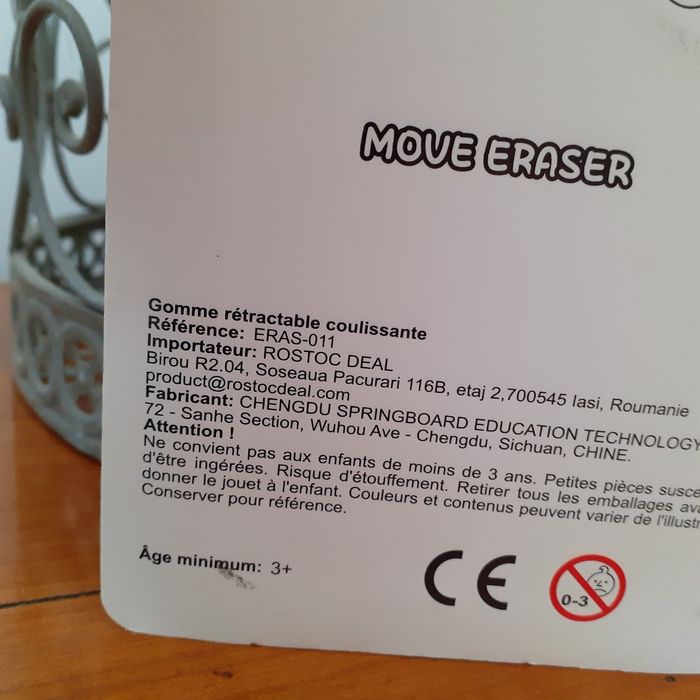 MOVE ERASER
Gomme rétractable coulissante
Référence: ERAS-011
Importateur: ROSTOC DEAL
Birou R2.04, Soseaua Pacurari 116B, etaj 2,700545 Iasi, Roumanie
product@rostocdeal.com
Fabricant: CHENGDU SPRINGBOARD EDUCATION TECHNOLOGY
72 - Sanhe Section, Wuhou Ave - Chengdu, Sichuan, CHINE.
Attention !
Ne convient pas aux enfants de moins de 3 ans. Petites pièces susce
d'être ingérées. Risque d'étouffement. Retirer tous les emballages ava
donner le jouet à l'enfant. Couleurs et contenus peuvent varier de l'illustr
Conserver pour référence.
Âge minimum: 3+
CE
0-3